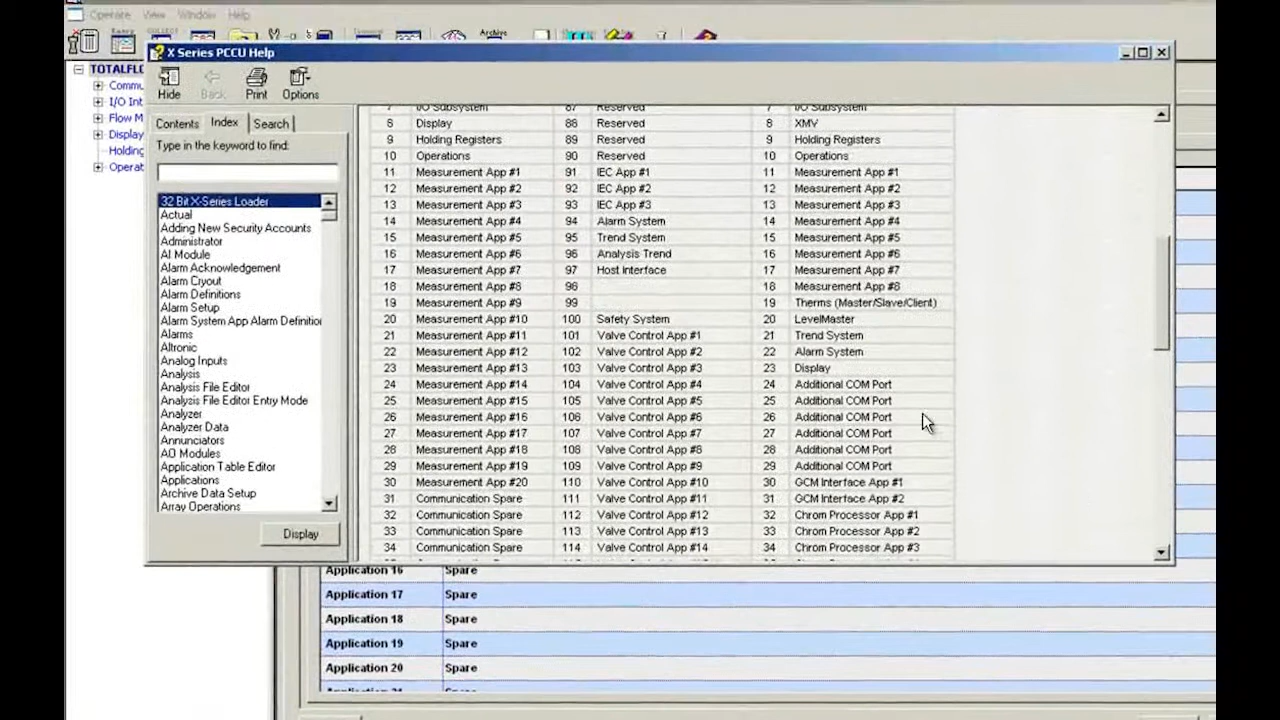 Operate View Window Help
Archive
X Series PCCU Help
TOTALFL
Commu
I/O Int
Flow M
Display
Holding
Operat
Hide Back Print Options
Contents Index Search
Type in the keyword to find:
32 Bit X-Series Loader
Actual
Adding New Security Accounts
Administrator
AI Module
Alarm Acknowledgement
Alarm Cryout
Alarm Definitions
Alarm Setup
Alarm System App Alarm Definition
Alarms
Altronic
Analog Inputs
Analysis
Analysis File Editor
Analysis File Editor Entry Mode
Analyzer
Analyzer Data
Annunciators
AO Modules
Application Table Editor
Applications
Archive Data Setup
Array Operations
Display
7 I/O Subsystem 87 Reserved 7 I/O Subsystem
8 Display 88 Reserved 8 XMV
9 Holding Registers 89 Reserved 9 Holding Registers
10 Operations 90 Reserved 10 Operations
11 Measurement App #1 91 IEC App #1 11 Measurement App #1
12 Measurement App #2 92 IEC App #2 12 Measurement App #2
13 Measurement App #3 93 IEC App #3 13 Measurement App #3
14 Measurement App #4 94 Alarm System 14 Measurement App #4
15 Measurement App #5 95 Trend System 15 Measurement App #5
16 Measurement App #6 96 Analysis Trend 16 Measurement App #6
17 Measurement App #7 97 Host Interface 17 Measurement App #7
18 Measurement App #8 98 18 Measurement App #8
19 Measurement App #9 99 19 Therms (Master/Slave/Client)
20 Measurement App #10 100 Safety System 20 LevelMaster
21 Measurement App #11 101 Valve Control App #1 21 Trend System
22 Measurement App #12 102 Valve Control App #2 22 Alarm System
23 Measurement App #13 103 Valve Control App #3 23 Display
24 Measurement App #14 104 Valve Control App #4 24 Additional COM Port
25 Measurement App #15 105 Valve Control App #5 25 Additional COM Port
26 Measurement App #16 106 Valve Control App #6 26 Additional COM Port
27 Measurement App #17 107 Valve Control App #7 27 Additional COM Port
28 Measurement App #18 108 Valve Control App #8 28 Additional COM Port
29 Measurement App #19 109 Valve Control App #9 29 Additional COM Port
30 Measurement App #20 110 Valve Control App #10 30 GCM Interface App #1
31 Communication Spare 111 Valve Control App #11 31 GCM Interface App #2
32 Communication Spare 112 Valve Control App #12 32 Chrom Processor App #1
33 Communication Spare 113 Valve Control App #13 33 Chrom Processor App #2
34 Communication Spare 114 Valve Control App #14 34 Chrom Processor App #3
Application 16 Spare
Application 17 Spare
Application 18 Spare
Application 19 Spare
Application 20 Spare